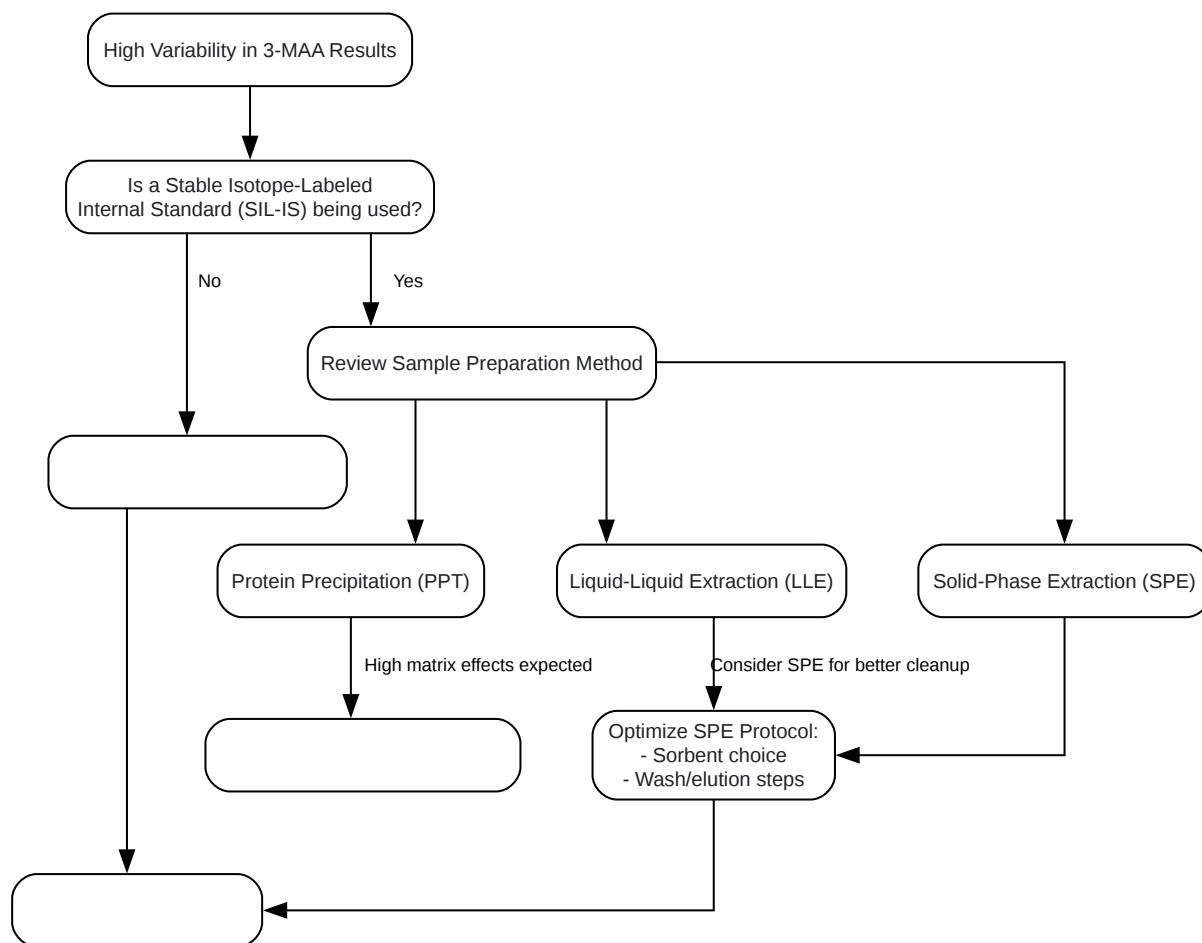 High Variability in 3-MAA Results
Is a Stable Isotope-Labeled
Internal Standard (SIL-IS) being used?
No
Yes
Review Sample Preparation Method
Protein Precipitation (PPT)
Liquid-Liquid Extraction (LLE)
Solid-Phase Extraction (SPE)
High matrix effects expected
Consider SPE for better cleanup
Optimize SPE Protocol:
- Sorbent choice
- Wash/elution steps